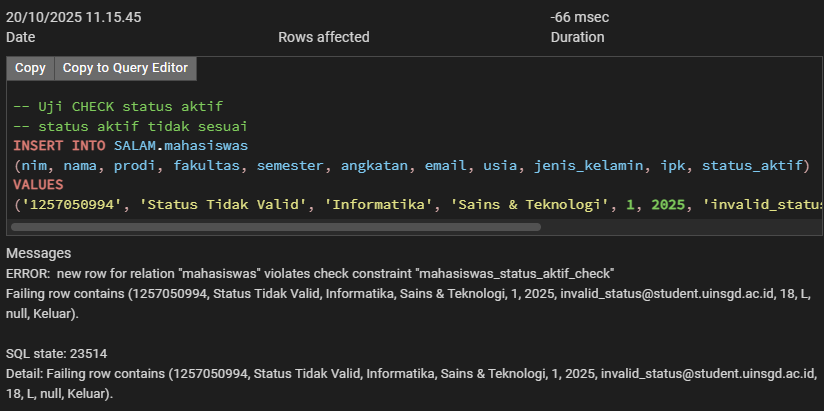 20/10/2025 11.15.45 -66 msec
Date Rows affected Duration
Copy Copy to Query Editor
-- Uji CHECK status aktif
-- status aktif tidak sesuai
INSERT INTO SALAM.mahasiswas
(nim, nama, prodi, fakultas, semester, angkatan, email, usia, jenis_kelamin, ipk, status_aktif)
VALUES
('1257050994', 'Status Tidak Valid', 'Informatika', 'Sains & Teknologi', 1, 2025, 'invalid_status
Messages
ERROR:  new row for relation "mahasiswas" violates check constraint "mahasiswas_status_aktif_check"
Failing row contains (1257050994, Status Tidak Valid, Informatika, Sains & Teknologi, 1, 2025, invalid_status@student.uinsgd.ac.id, 18, L,
null, Keluar).
SQL state: 23514
Detail: Failing row contains (1257050994, Status Tidak Valid, Informatika, Sains & Teknologi, 1, 2025, invalid_status@student.uinsgd.ac.id,
18, L, null, Keluar).